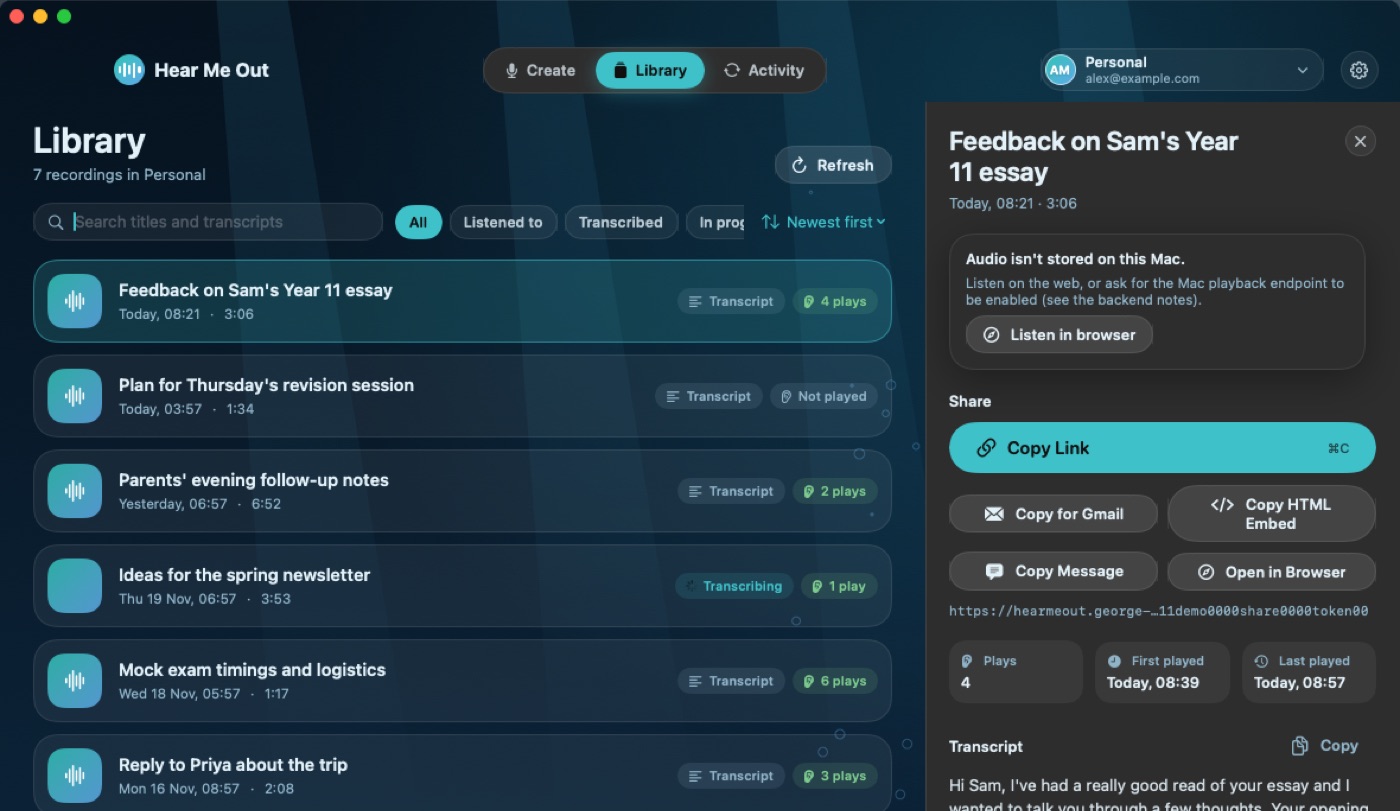 Hear Me Out
Create
Library
Activity
AM
Personal
alex@example.com
Library
7 recordings in Personal
Refresh
Search titles and transcripts
All
Listened to
Transcribed
In prog
Newest first
Feedback on Sam's Year 11 essay
Today, 08:21 · 3:06
Transcript
4 plays
Plan for Thursday's revision session
Today, 03:57 · 1:34
Transcript
Not played
Parents' evening follow-up notes
Yesterday, 06:57 · 6:52
Transcript
2 plays
Ideas for the spring newsletter
Thu 19 Nov, 06:57 · 3:53
Transcribing
1 play
Mock exam timings and logistics
Wed 18 Nov, 05:57 · 1:17
Transcript
6 plays
Reply to Priya about the trip
Mon 16 Nov, 08:57 · 2:08
Transcript
3 plays
Feedback on Sam's Year
11 essay
Today, 08:21 · 3:06
Audio isn't stored on this Mac.
Listen on the web, or ask for the Mac playback endpoint to
be enabled (see the backend notes).
Listen in browser
Share
Copy Link
⌘C
Copy for Gmail
</> Copy HTML
Embed
Copy Message
Open in Browser
https://hearmeout.george-…11demo0000share0000token00
Plays
4
First played
Today, 08:39
Last played
Today, 08:57
Transcript
Copy
Hi Sam, I've had a really good read of your essay and I
wanted to talk you through a few thoughts. Your opening